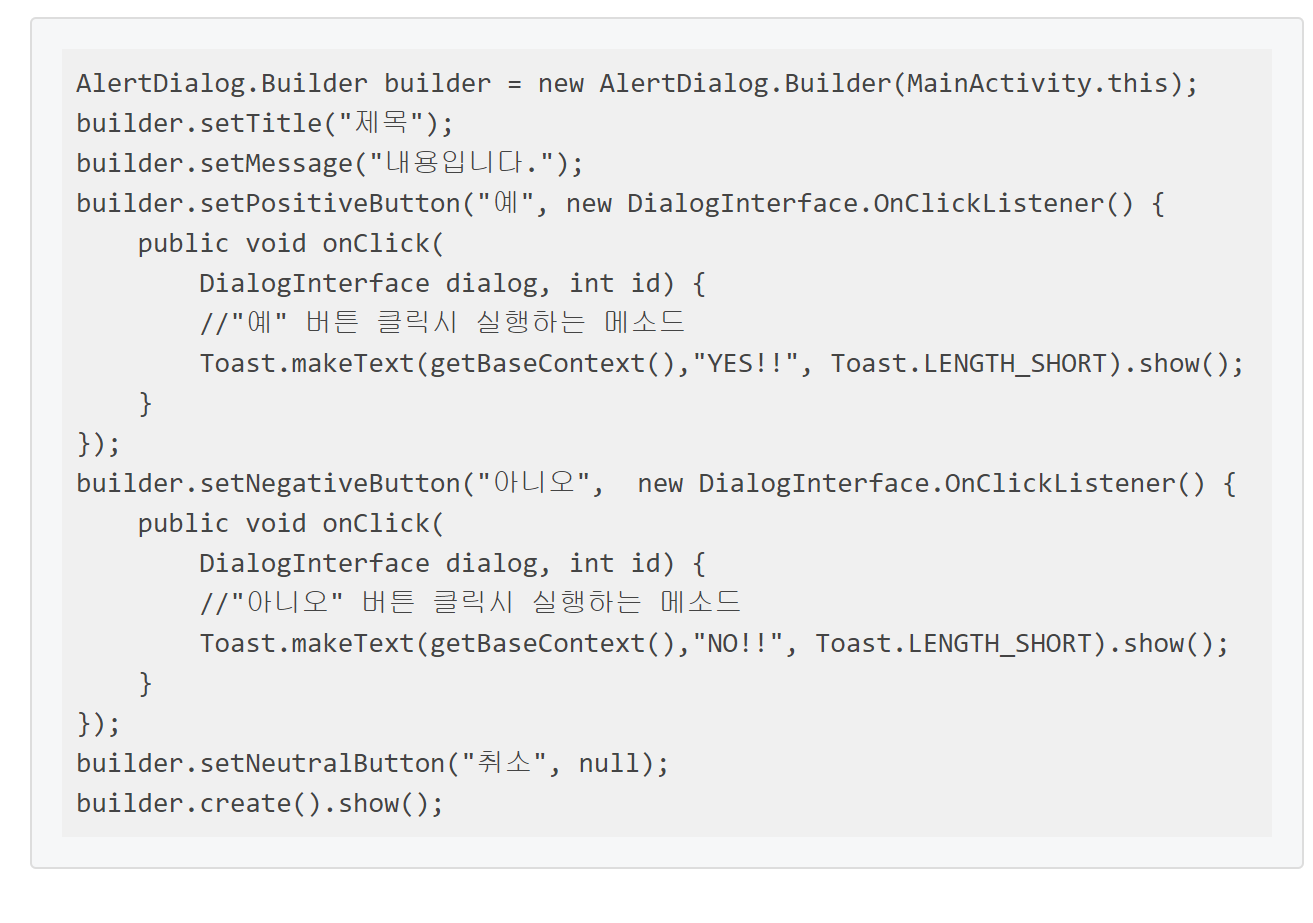 AlertDialog.Builder builder = new AlertDialog.Builder(MainActivity.this);
builder.setTitle("제목");
builder.setMessage("내용입니다.");
builder.setPositiveButton("예", new DialogInterface.OnClickListener() {
    public void onClick(
        DialogInterface dialog, int id) {
        //"예" 버튼 클릭시 실행하는 메소드
        Toast.makeText(getBaseContext(),"YES!!", Toast.LENGTH_SHORT).show();
    }
});
builder.setNegativeButton("아니오",  new DialogInterface.OnClickListener() {
    public void onClick(
        DialogInterface dialog, int id) {
        //"아니오" 버튼 클릭시 실행하는 메소드
        Toast.makeText(getBaseContext(),"NO!!", Toast.LENGTH_SHORT).show();
    }
});
builder.setNeutralButton("취소", null);
builder.create().show();